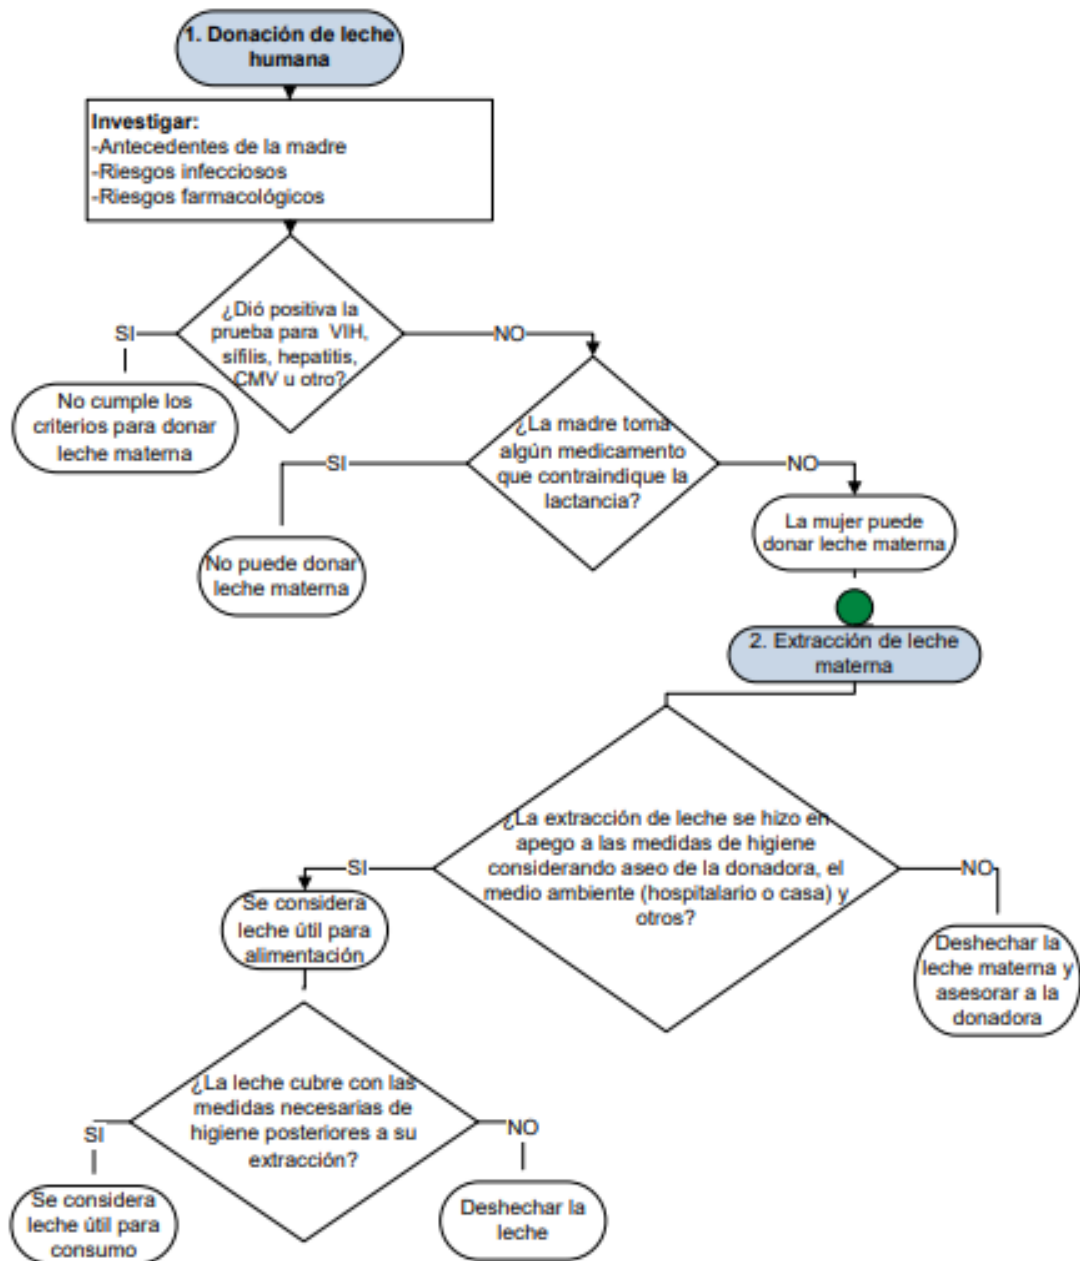 1. Donación de leche
humana
Investigar:
-Antecedentes de la madre
-Riesgos infecciosos
-Riesgos farmacológicos
¿Dió positiva la
prueba para VIH,
sífilis, hepatitis,
CMV u otro?
SI
NO
No cumple los
criterios para donar
leche materna
¿La madre toma
algún medicamento
que contraindique la
lactancia?
SI
NO
No puede donar
leche materna
La mujer puede
donar leche materna
2. Extracción de leche
materna
¿La extracción de leche se hizo en
apego a las medidas de higiene
considerando aseo de la donadora, el
medio ambiente (hospitalario o casa) y
otros?
SI
NO
Se considera
leche útil para
alimentación
Deshechar la
leche materna y
asesorar a la
donadora
¿La leche cubre con las
medidas necesarias de
higiene posteriores a su
extracción?
SI
NO
Se considera
leche útil para
consumo
Deshechar la
leche